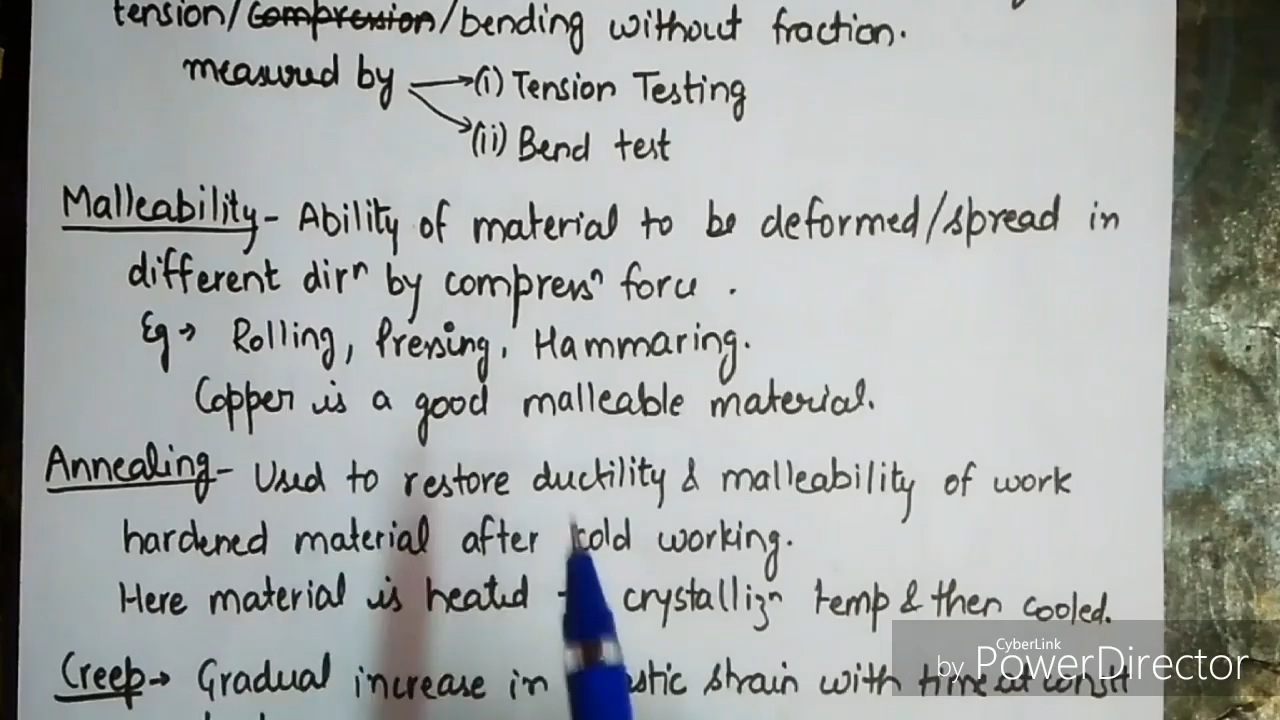 tension/compression/bending without fraction.
measured by → (i) Tension Testing
(ii) Bend test
Malleability - Ability of material to be deformed/spread in
different dirⁿ by compressⁿ force.
Eg → Rolling, Pressing, Hammaring.
Copper is a good malleable material.
Annealing - Used to restore ductility & malleability of work
hardened material after cold working.
Here material is heated crystallizⁿ temp & then cooled.
Creep → Gradual increase in strain with time at constt
CyberLink
by PowerDirector